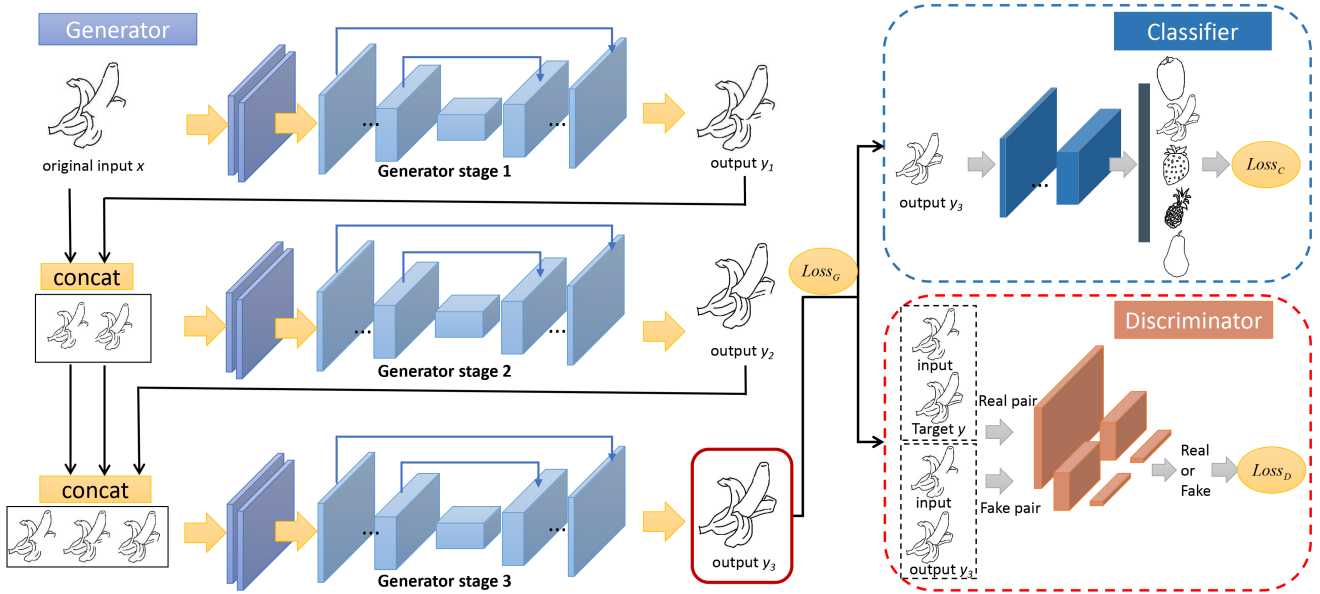 Generator
original input x
...
...
Generator stage 1
output y1
concat
...
...
Generator stage 2
output y2
concat
...
...
Generator stage 3
output y3
LossG
Classifier
output y3
...
LossC
Discriminator
input
Target y
Real pair
input
output y3
Fake pair
Real
or
Fake
LossD